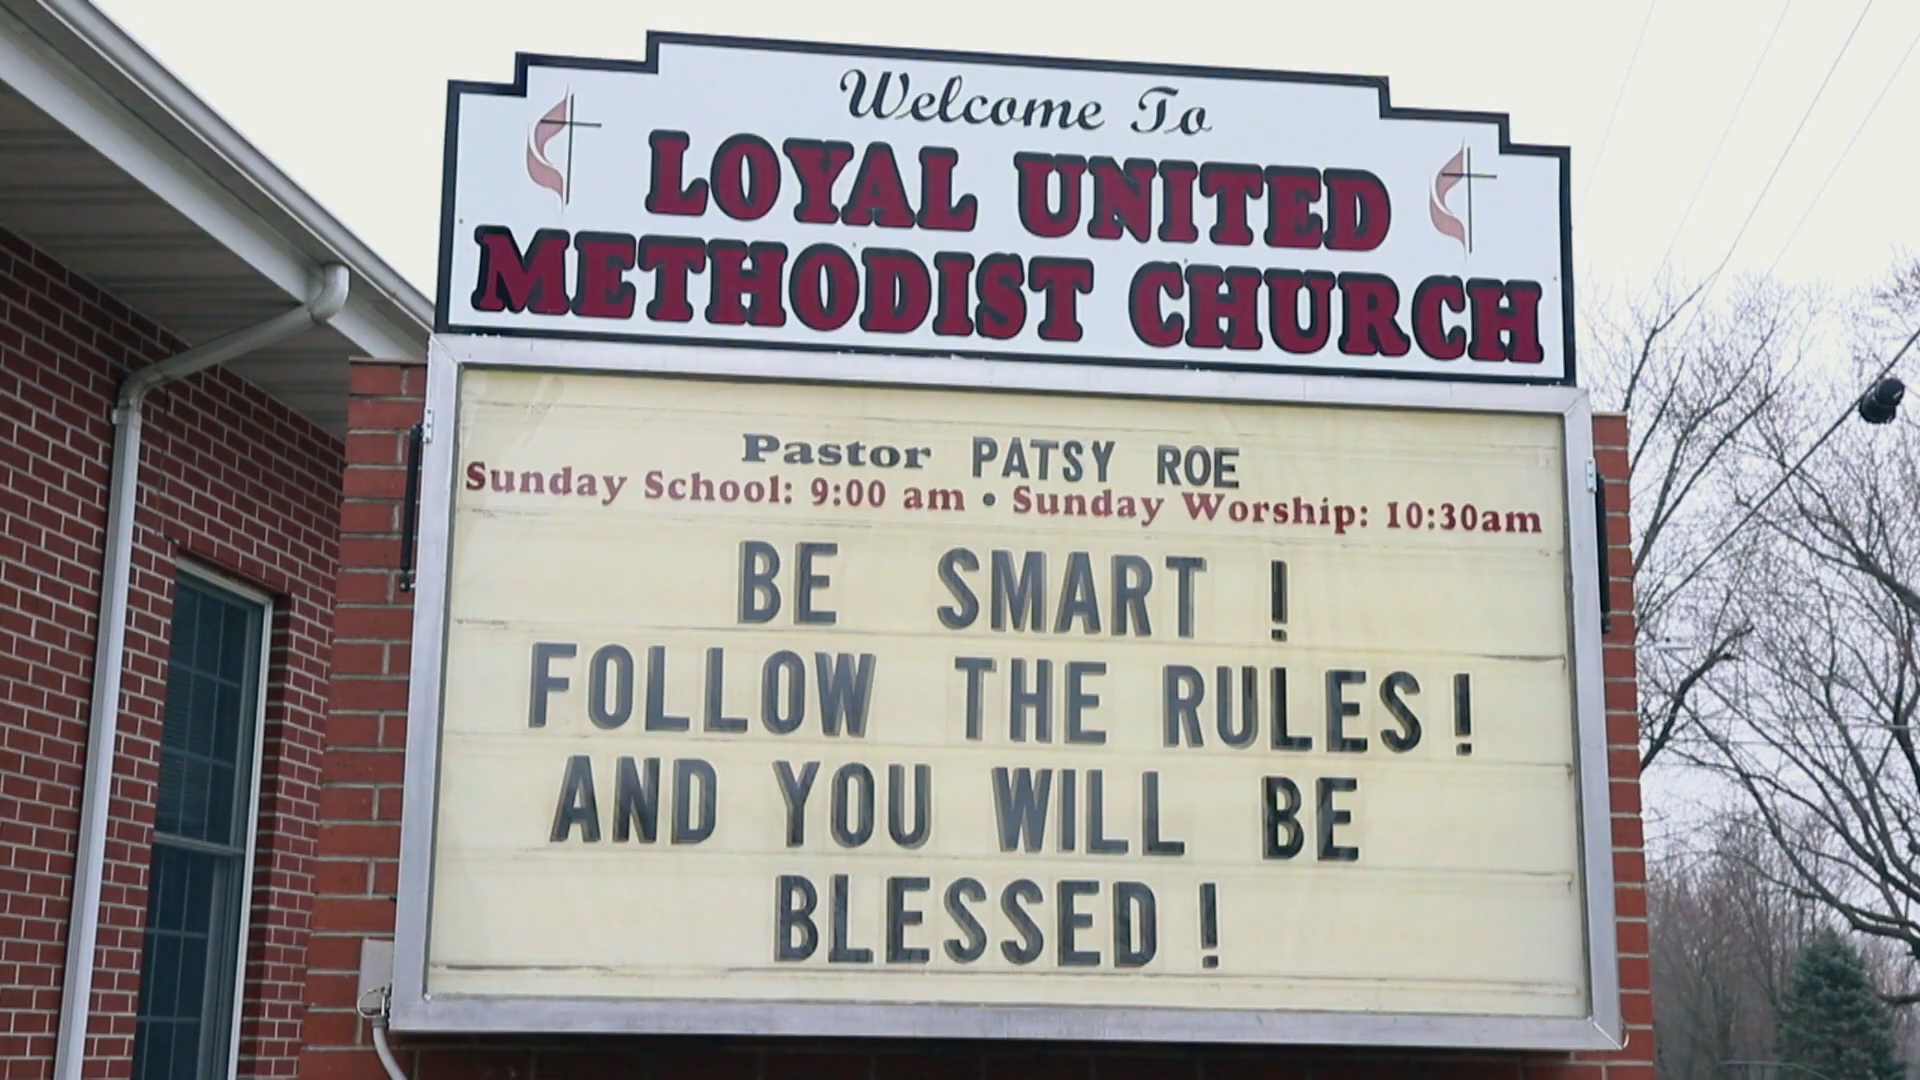 Welcome To
LOYAL UNITED
METHODIST CHURCH
Pastor PATSY ROE
Sunday School: 9:00 am • Sunday Worship: 10:30am
BE SMART !
FOLLOW THE RULES!
AND YOU WILL BE
BLESSED !